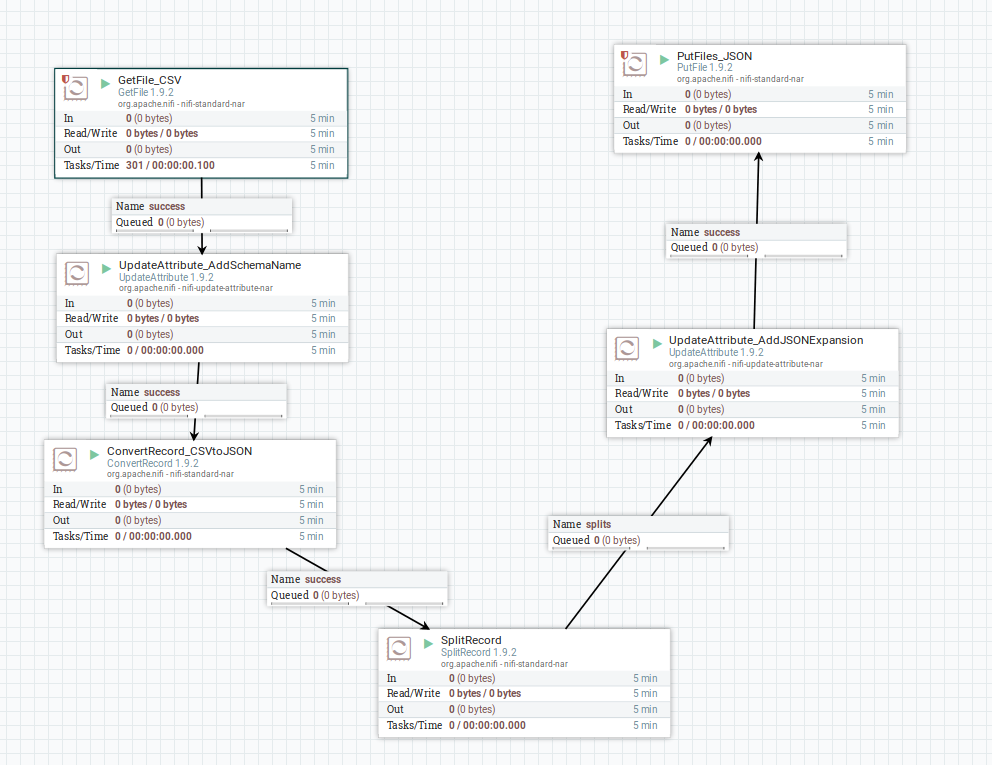 GetFile_CSV
GetFile 1.9.2
org.apache.nifi - nifi-standard-nar
In 0 (0 bytes) 5 min
Read/Write 0 bytes / 0 bytes 5 min
Out 0 (0 bytes) 5 min
Tasks/Time 301 / 00:00:00.100 5 min
Name success
Queued 0 (0 bytes)
UpdateAttribute_AddSchemaName
UpdateAttribute 1.9.2
org.apache.nifi - nifi-update-attribute-nar
In 0 (0 bytes) 5 min
Read/Write 0 bytes / 0 bytes 5 min
Out 0 (0 bytes) 5 min
Tasks/Time 0 / 00:00:00.000 5 min
Name success
Queued 0 (0 bytes)
ConvertRecord_CSVtoJSON
ConvertRecord 1.9.2
org.apache.nifi - nifi-standard-nar
In 0 (0 bytes) 5 min
Read/Write 0 bytes / 0 bytes 5 min
Out 0 (0 bytes) 5 min
Tasks/Time 0 / 00:00:00.000 5 min
Name success
Queued 0 (0 bytes)
SplitRecord
SplitRecord 1.9.2
org.apache.nifi - nifi-standard-nar
In 0 (0 bytes) 5 min
Read/Write 0 bytes / 0 bytes 5 min
Out 0 (0 bytes) 5 min
Tasks/Time 0 / 00:00:00.000 5 min
Name splits
Queued 0 (0 bytes)
UpdateAttribute_AddJSONExpansion
UpdateAttribute 1.9.2
org.apache.nifi - nifi-update-attribute-nar
In 0 (0 bytes) 5 min
Read/Write 0 bytes / 0 bytes 5 min
Out 0 (0 bytes) 5 min
Tasks/Time 0 / 00:00:00.000 5 min
Name success
Queued 0 (0 bytes)
PutFiles_JSON
PutFile 1.9.2
org.apache.nifi - nifi-standard-nar
In 0 (0 bytes) 5 min
Read/Write 0 bytes / 0 bytes 5 min
Out 0 (0 bytes) 5 min
Tasks/Time 0 / 00:00:00.000 5 min